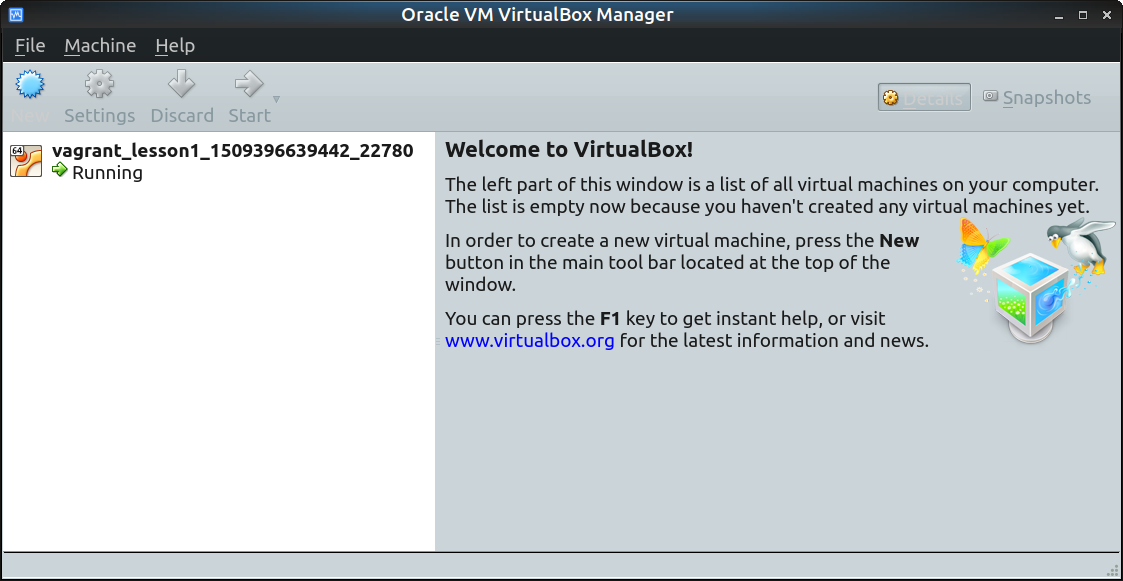 Oracle VM VirtualBox Manager
File Machine Help
New Settings Discard Start
Details Snapshots
64
vagrant_lesson1_1509396639442_22780
Running
Welcome to VirtualBox!
The left part of this window is a list of all virtual machines on your computer.
The list is empty now because you haven't created any virtual machines yet.
In order to create a new virtual machine, press the New
button in the main tool bar located at the top of the
window.
You can press the F1 key to get instant help, or visit
www.virtualbox.org for the latest information and news.